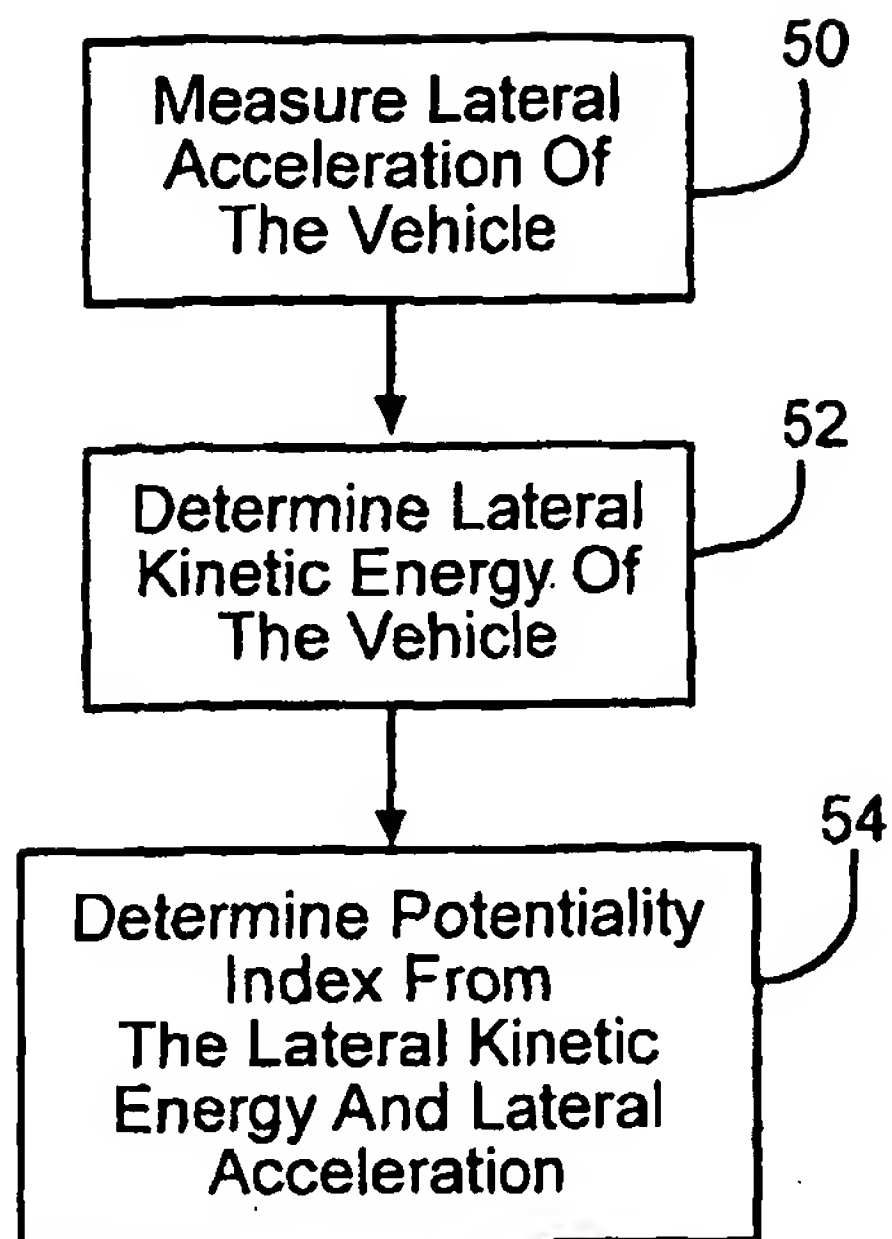 50
Measure Lateral
Acceleration Of
The Vehicle
52
Determine Lateral
Kinetic Energy Of
The Vehicle
54
Determine Potentiality
Index From
The Lateral Kinetic
Energy And Lateral
Acceleration